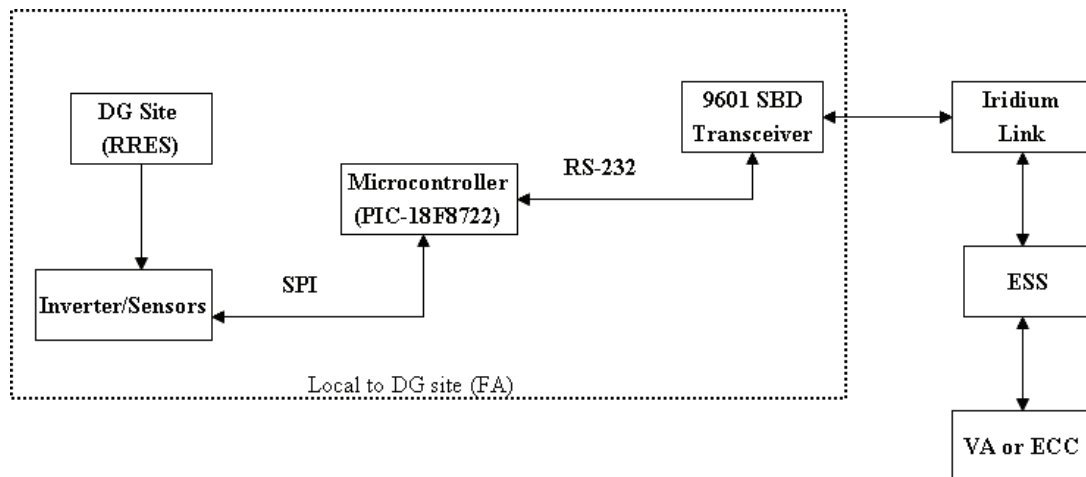 DG Site
(RRES)
9601 SBD
Transceiver
Iridium
Link
RS-232
Microcontroller
(PIC-18F8722)
SPI
Inverter/Sensors
ESS
Local to DG site (FA)
VA or ECC